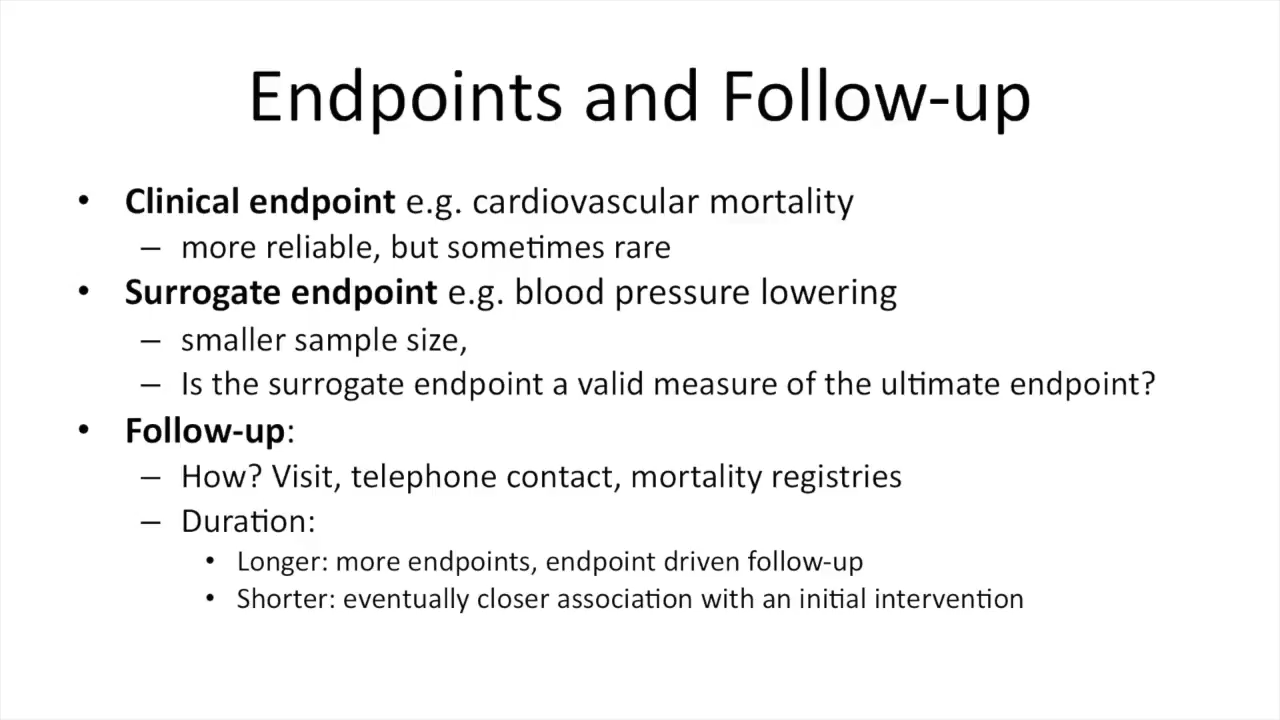 Endpoints and Follow-up
• Clinical endpoint e.g. cardiovascular mortality
– more reliable, but sometimes rare
• Surrogate endpoint e.g. blood pressure lowering
– smaller sample size,
– Is the surrogate endpoint a valid measure of the ultimate endpoint?
• Follow-up:
– How? Visit, telephone contact, mortality registries
– Duration:
• Longer: more endpoints, endpoint driven follow-up
• Shorter: eventually closer association with an initial intervention